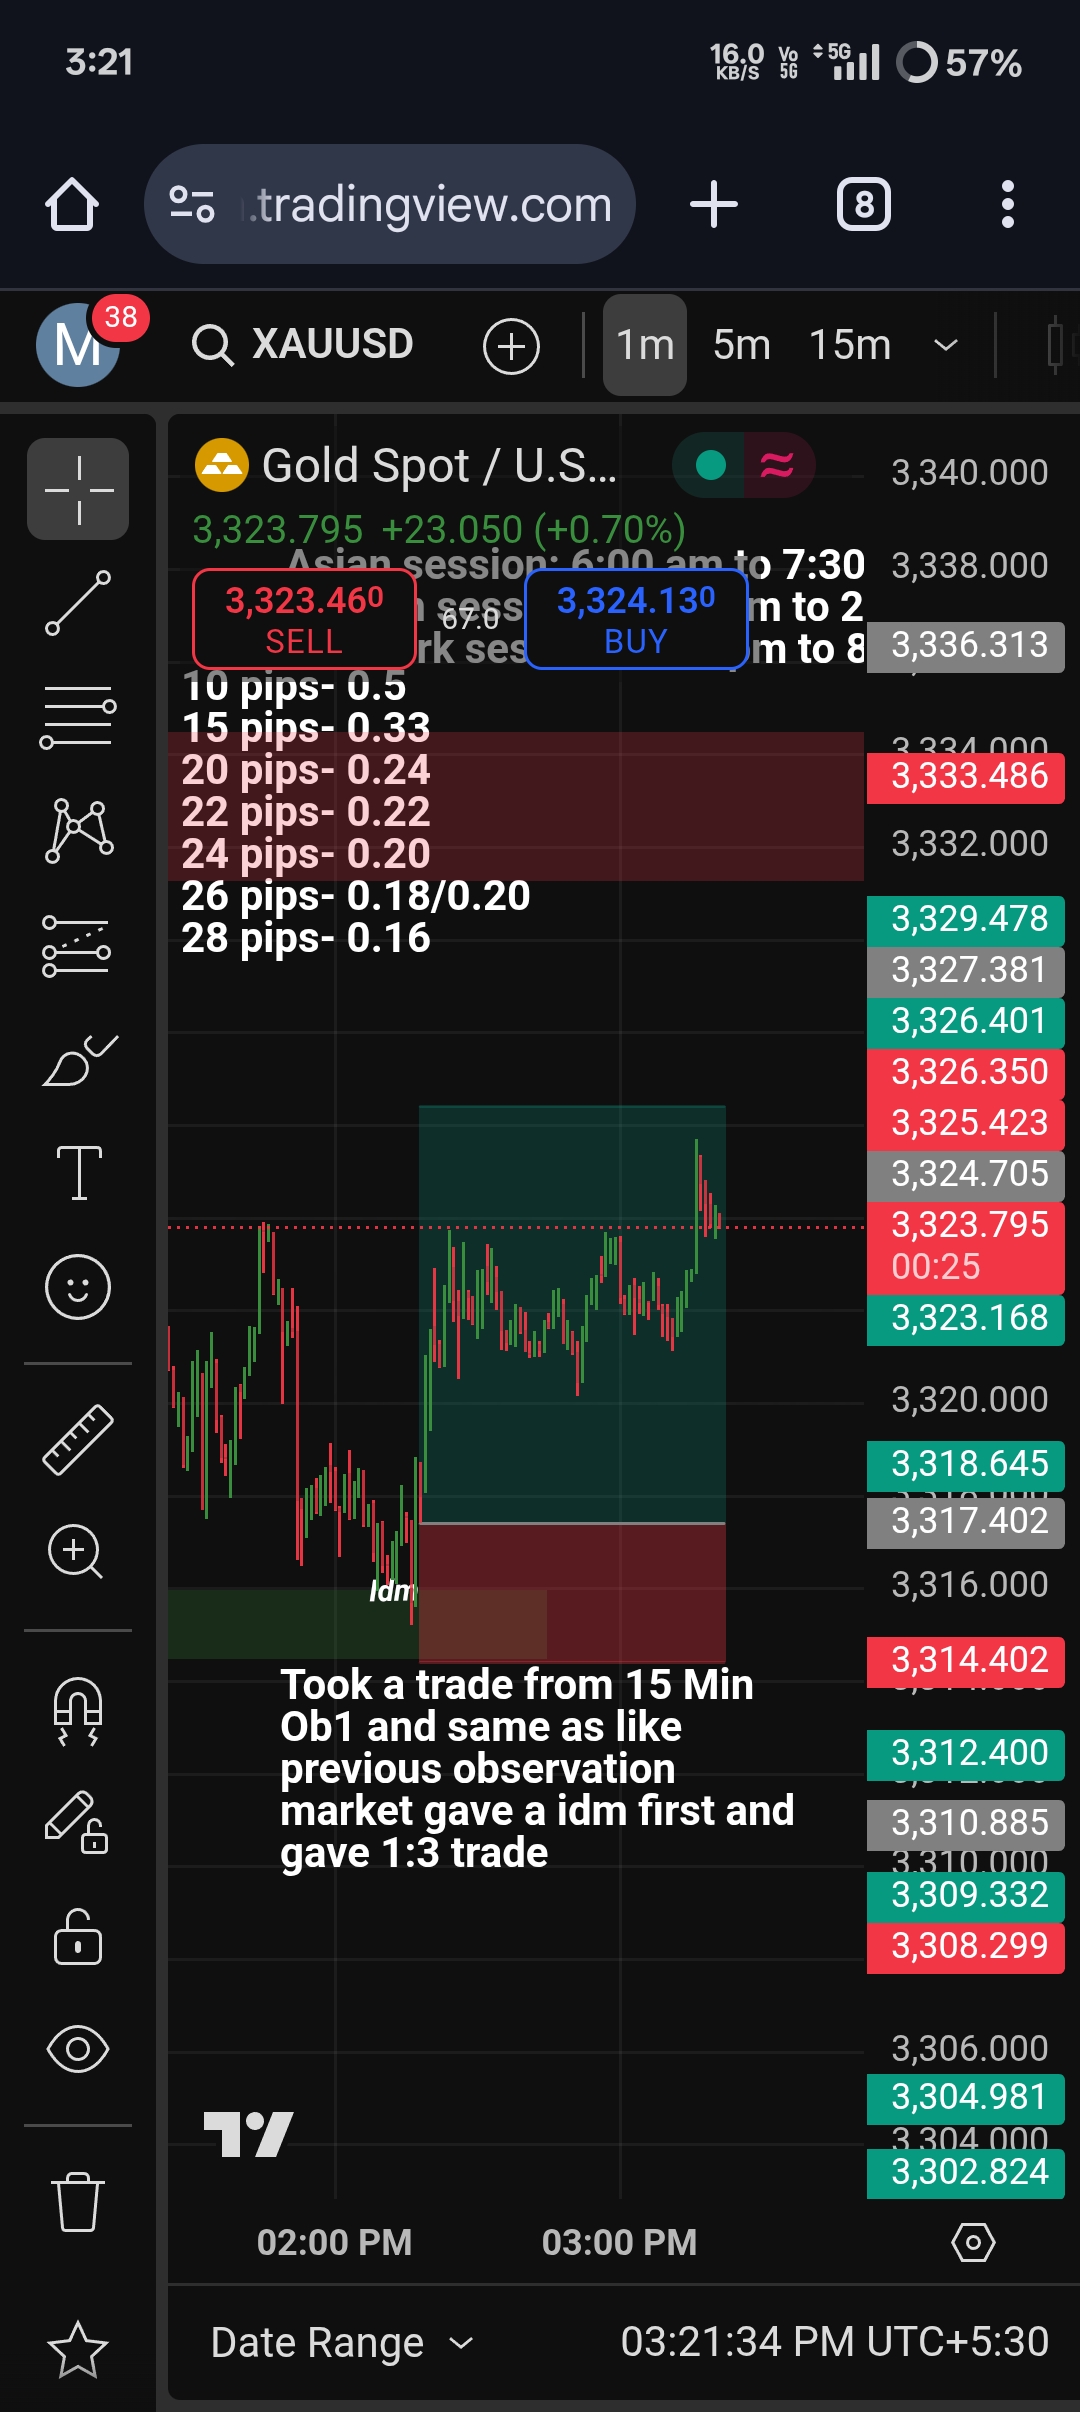 3:21
16.0 KB/S Vo 5G 5G 57%
.tradingview.com
8
M 38 XAUUSD 1m 5m 15m
Gold Spot / U.S...
3,323.795 +23.050 (+0.70%)
Asian session: 6:00 am to 7:30
sess m to 2
rk ses m to 8
3,323.460 SELL
67.0
3,324.130 BUY
10 pips- 0.5
15 pips- 0.33
20 pips- 0.24
22 pips- 0.22
24 pips- 0.20
26 pips- 0.18/0.20
28 pips- 0.16
Idm
Took a trade from 15 Min
Ob1 and same as like
previous observation
market gave a idm first and
gave 1:3 trade
3,340.000
3,338.000
3,336.313
3,334.000
3,333.486
3,332.000
3,329.478
3,327.381
3,326.401
3,326.350
3,325.423
3,324.705
3,323.795
00:25
3,323.168
3,320.000
3,318.645
3,317.402
3,316.000
3,314.402
3,312.400
3,310.885
3,310.000
3,309.332
3,308.299
3,306.000
3,304.981
3,304.000
3,302.824
02:00 PM 03:00 PM
Date Range 03:21:34 PM UTC+5:30